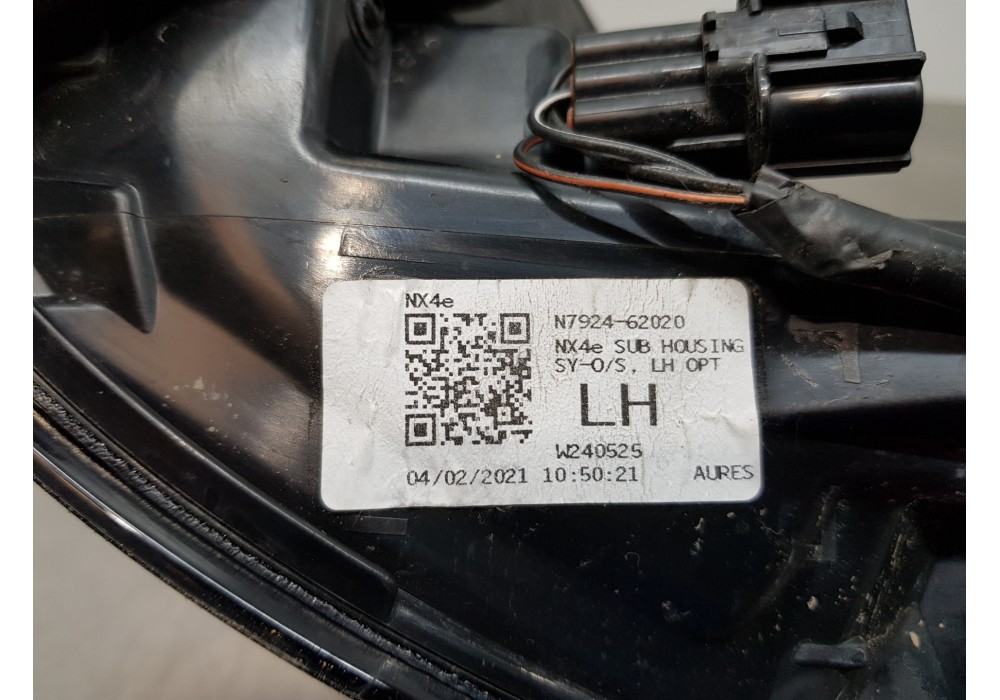 NX4e
N7924-62020
NX4e SUB HOUSING
SY-O/S, LH OPT
LH
W240525
04/02/2021 10:50:21 AURES